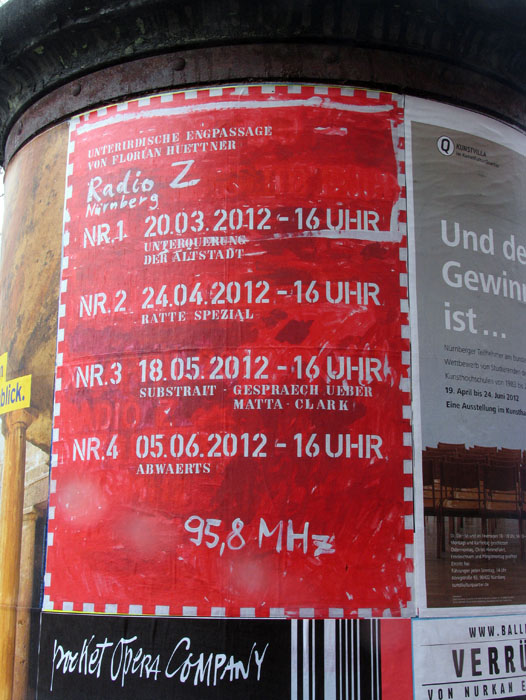 UNTERIRDISCHE ENGPASSAGE
VON FLORIAN HUETTNER
Radio Z
Nürnberg
NR.1 20.03.2012 - 16 UHR
UNTERQUERUNG
DER ALTSTADT
NR.2 24.04.2012 - 16 UHR
RATTE SPEZIAL
NR.3 18.05.2012 - 16 UHR
SUBSTRAIT - GESPRAECH UEBER
MATTA-CLARK
NR.4 05.06.2012 - 16 UHR
ABWAERTS
95,8 MHz
pocket Opera Company
Q KUNSTVILLA
Und de
Gewinn
ist ...
19. April bis 24. Juni 2012
Eine Ausstellung im Kunstb
blick.
WWW.BALL
VERRÜ
VON NURKAN E